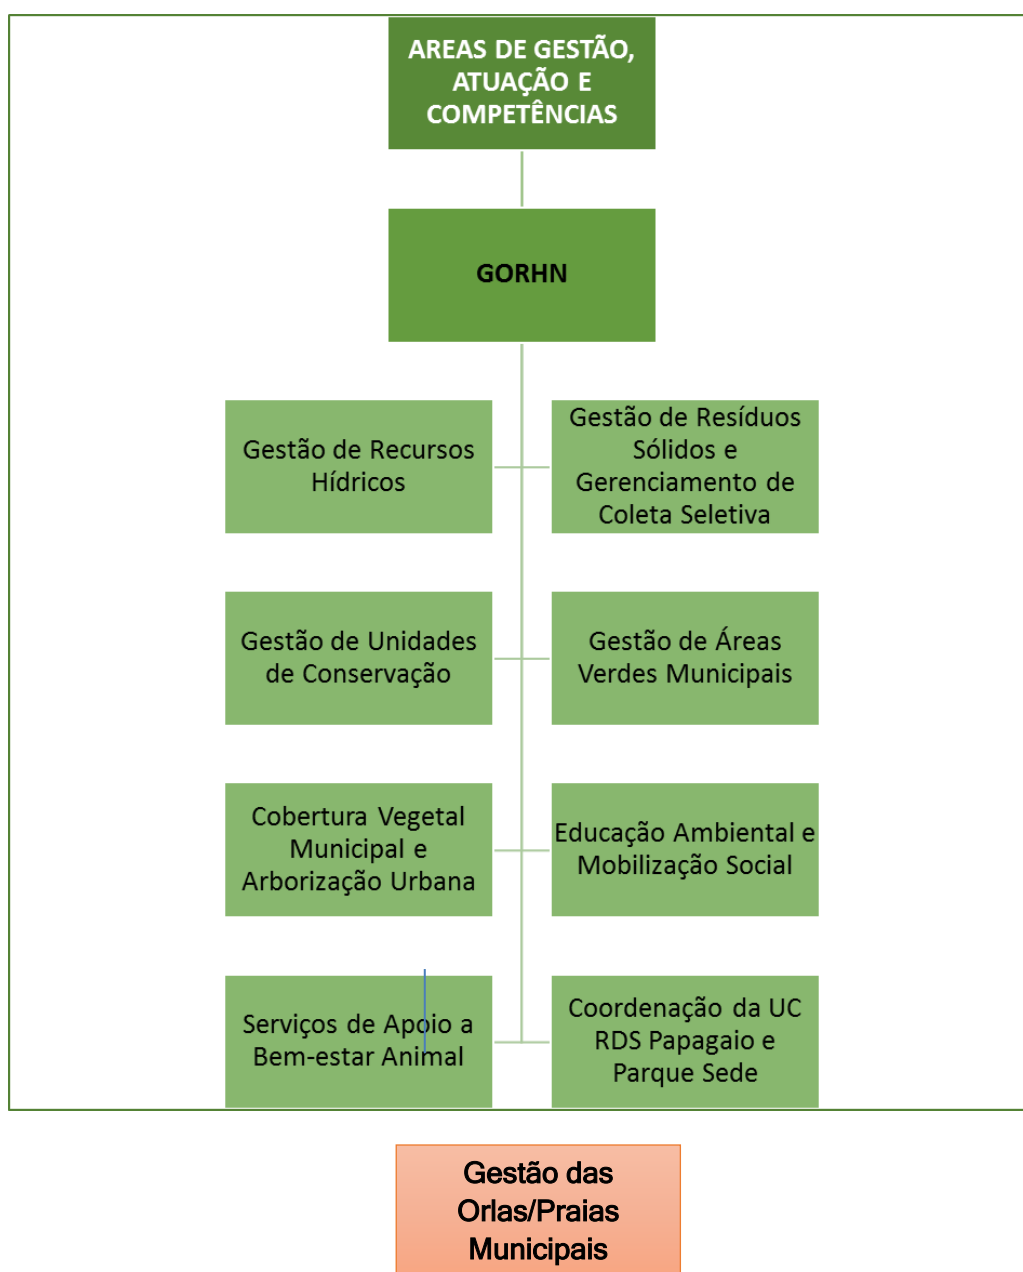 AREAS DE GESTÃO,
ATUAÇÃO E
COMPETÊNCIAS
GORHN
Gestão de Recursos
Hídricos
Gestão de Resíduos
Sólidos e
Gerenciamento de
Coleta Seletiva
Gestão de Unidades
de Conservação
Gestão de Áreas
Verdes Municipais
Cobertura Vegetal
Municipal e
Arborização Urbana
Educação Ambiental e
Mobilização Social
Serviços de Apoio a
Bem-estar Animal
Coordenação da UC
RDS Papagaio e
Parque Sede
Gestão das
Orlas/Praias
Municipais